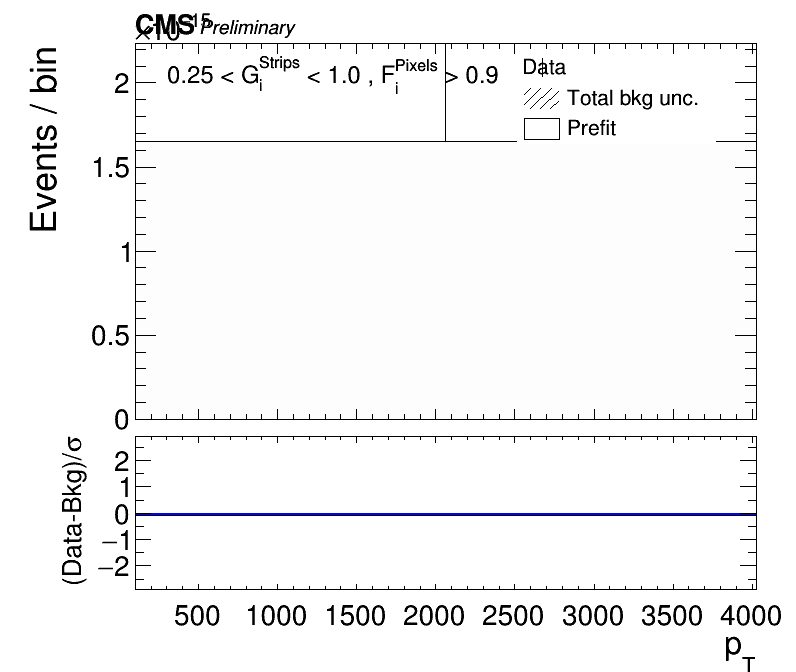 CMS Preliminary
×10¹⁵
Events / bin
0.25 < G_i^Strips < 1.0 , F_i^Pixels > 0.9
Data
Total bkg unc.
Prefit
2
1.5
1
0.5
0
(Data-Bkg)/σ
2
1
0
−1
−2
500 1000 1500 2000 2500 3000 3500 4000
p_T